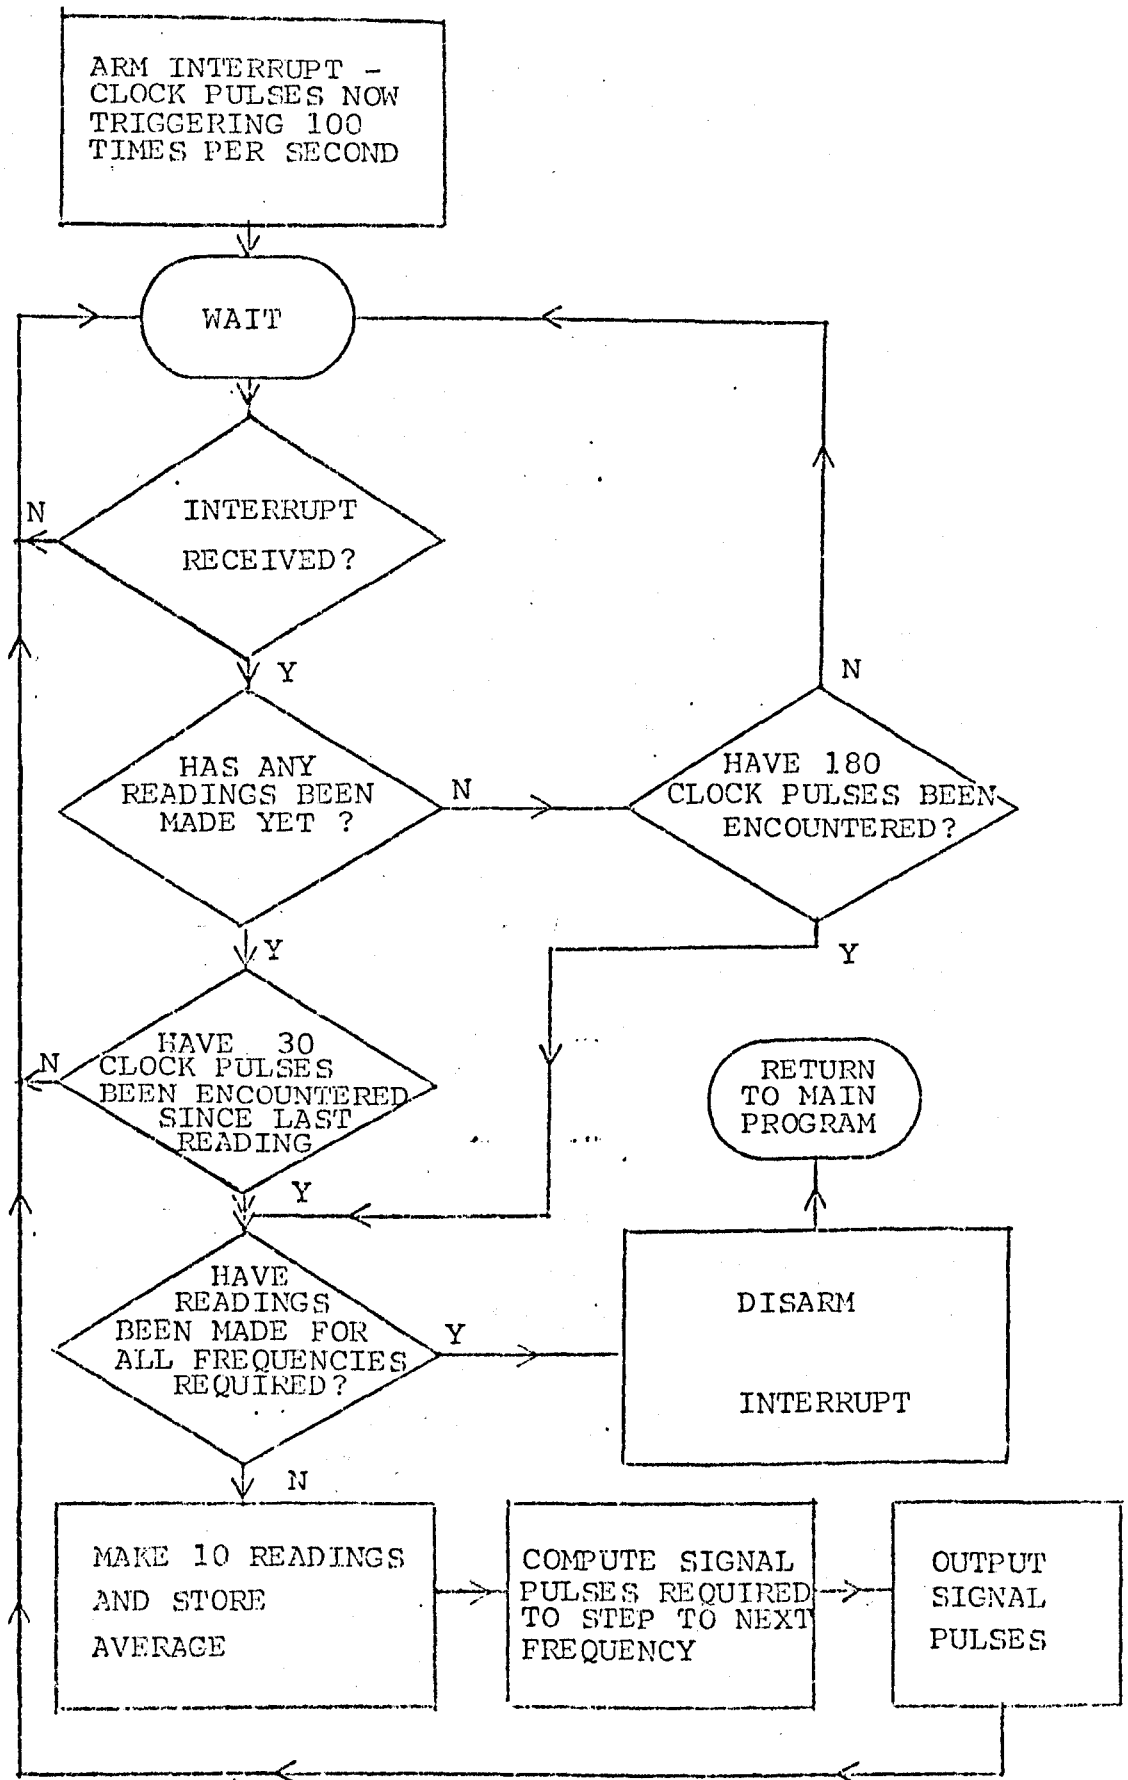 ARM INTERRUPT -
CLOCK PULSES NOW
TRIGGERING 100
TIMES PER SECOND
WAIT
INTERRUPT
RECEIVED?
N
Y
HAS ANY
READINGS BEEN
MADE YET ?
N
HAVE 180
CLOCK PULSES BEEN
ENCOUNTERED?
N
Y
Y
HAVE 30
CLOCK PULSES
BEEN ENCOUNTERED
SINCE LAST
READING
N
Y
RETURN
TO MAIN
PROGRAM
HAVE
READINGS
BEEN MADE FOR
ALL FREQUENCIES
REQUIRED?
Y
DISARM
INTERRUPT
N
MAKE 10 READINGS
AND STORE
AVERAGE
COMPUTE SIGNAL
PULSES REQUIRED
TO STEP TO NEXT
FREQUENCY
OUTPUT
SIGNAL
PULSES